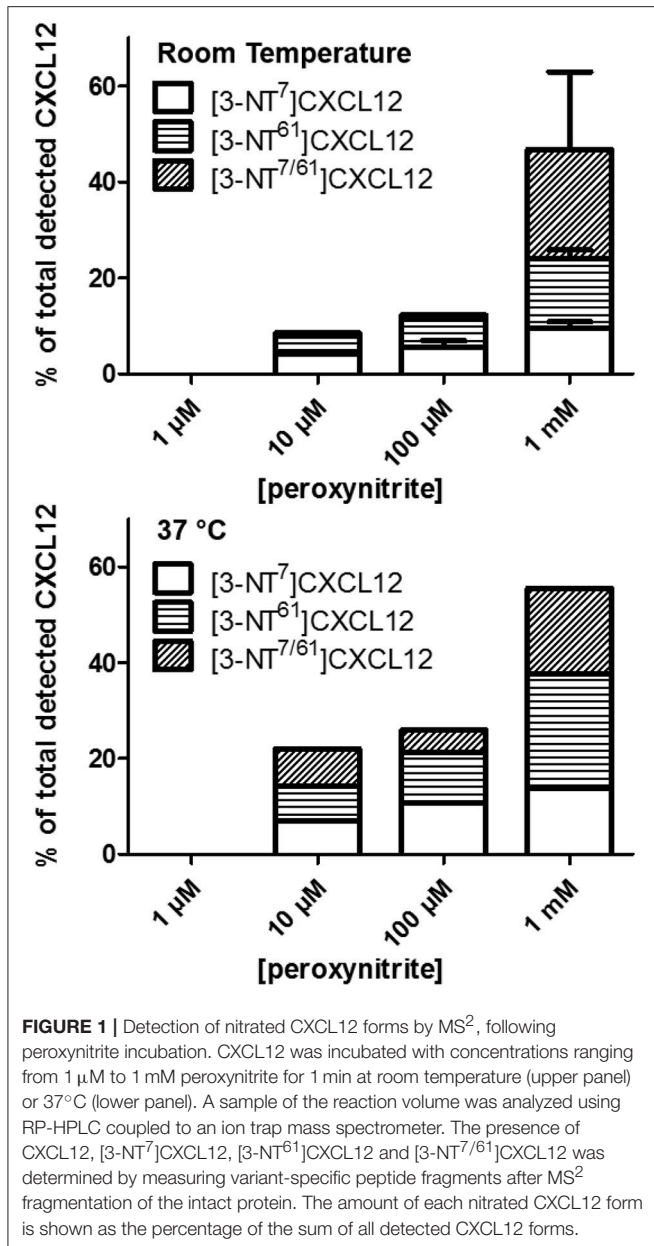 % of total detected CXCL12
60
40
20
0
Room Temperature
[3-NT⁷]CXCL12
[3-NT⁶¹]CXCL12
[3-NT⁷/⁶¹]CXCL12
1 µM
10 µM
100 µM
1 mM
[peroxynitrite]
% of total detected CXCL12
60
40
20
0
37 °C
[3-NT⁷]CXCL12
[3-NT⁶¹]CXCL12
[3-NT⁷/⁶¹]CXCL12
1 µM
10 µM
100 µM
1 mM
[peroxynitrite]
FIGURE 1 | Detection of nitrated CXCL12 forms by MS², following
peroxynitrite incubation. CXCL12 was incubated with concentrations ranging
from 1 µM to 1 mM peroxynitrite for 1 min at room temperature (upper panel)
or 37°C (lower panel). A sample of the reaction volume was analyzed using
RP-HPLC coupled to an ion trap mass spectrometer. The presence of
CXCL12, [3-NT⁷]CXCL12, [3-NT⁶¹]CXCL12 and [3-NT⁷/⁶¹]CXCL12 was
determined by measuring variant-specific peptide fragments after MS²
fragmentation of the intact protein. The amount of each nitrated CXCL12 form
is shown as the percentage of the sum of all detected CXCL12 forms.